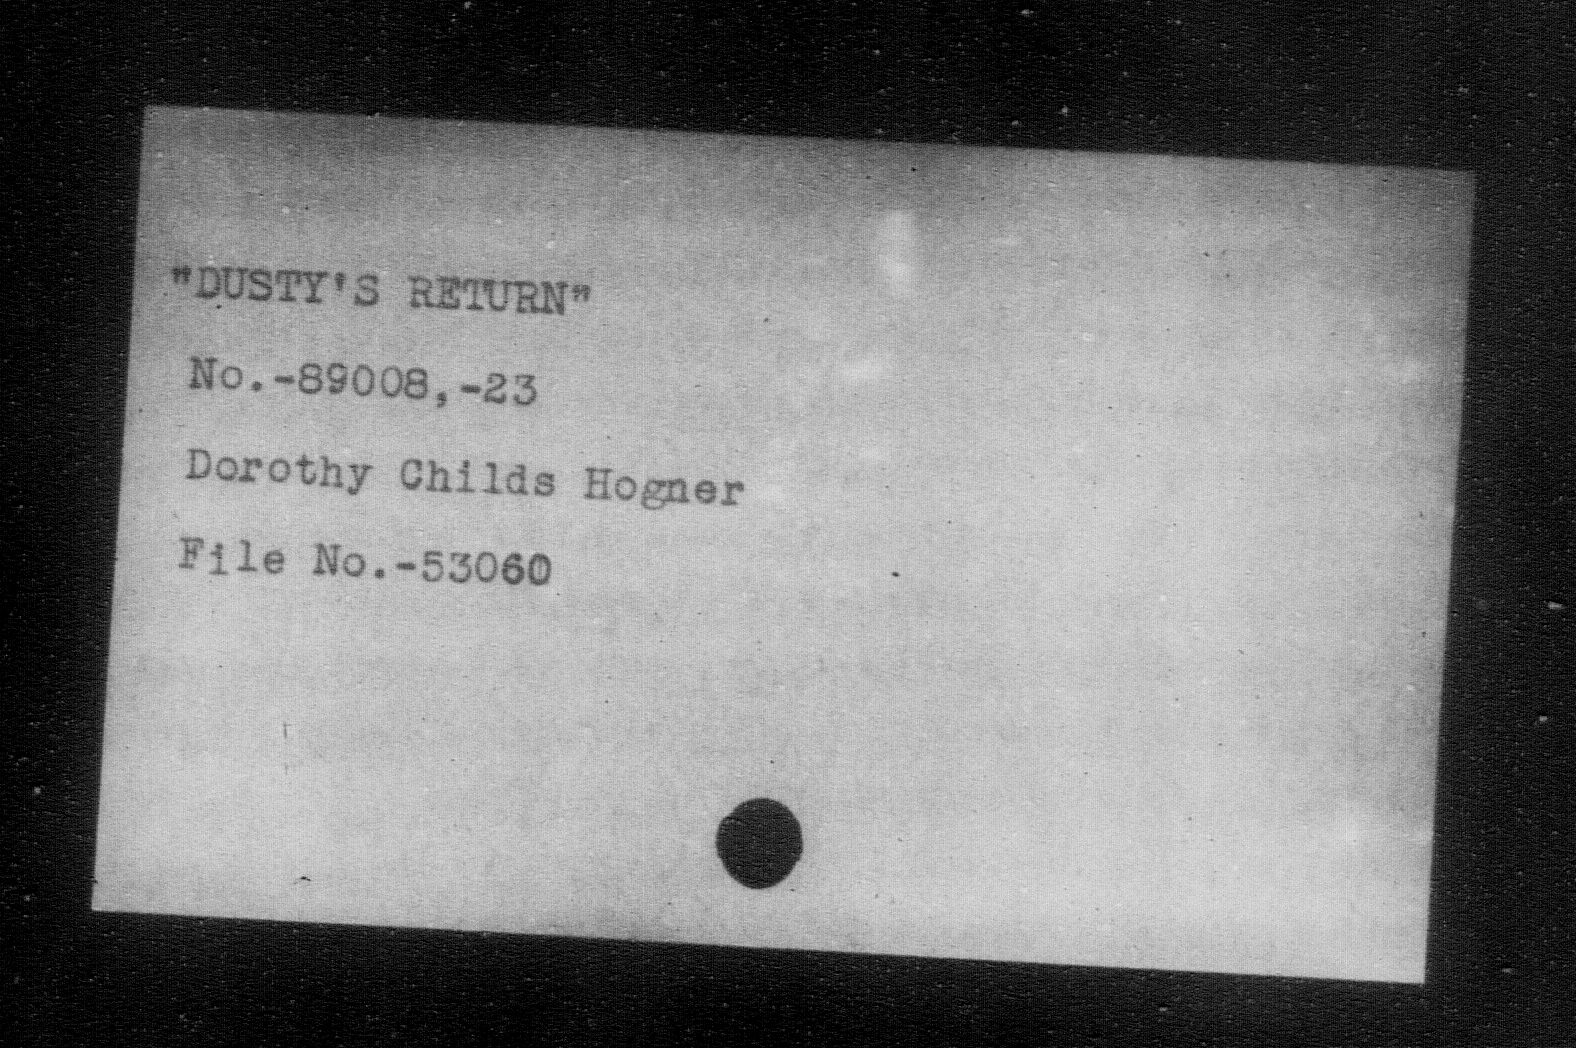 "DUSTY'S RETURN"
No.-89008,-23
Dorothy Childs Hogner
File No.-53060